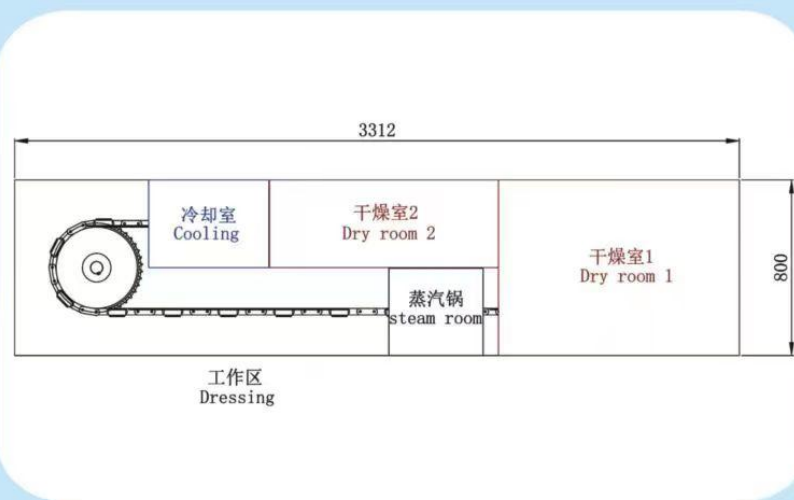 3312
冷却室
Cooling
干燥室2
Dry room 2
干燥室1
Dry room 1
800
蒸汽锅
steam room
工作区
Dressing